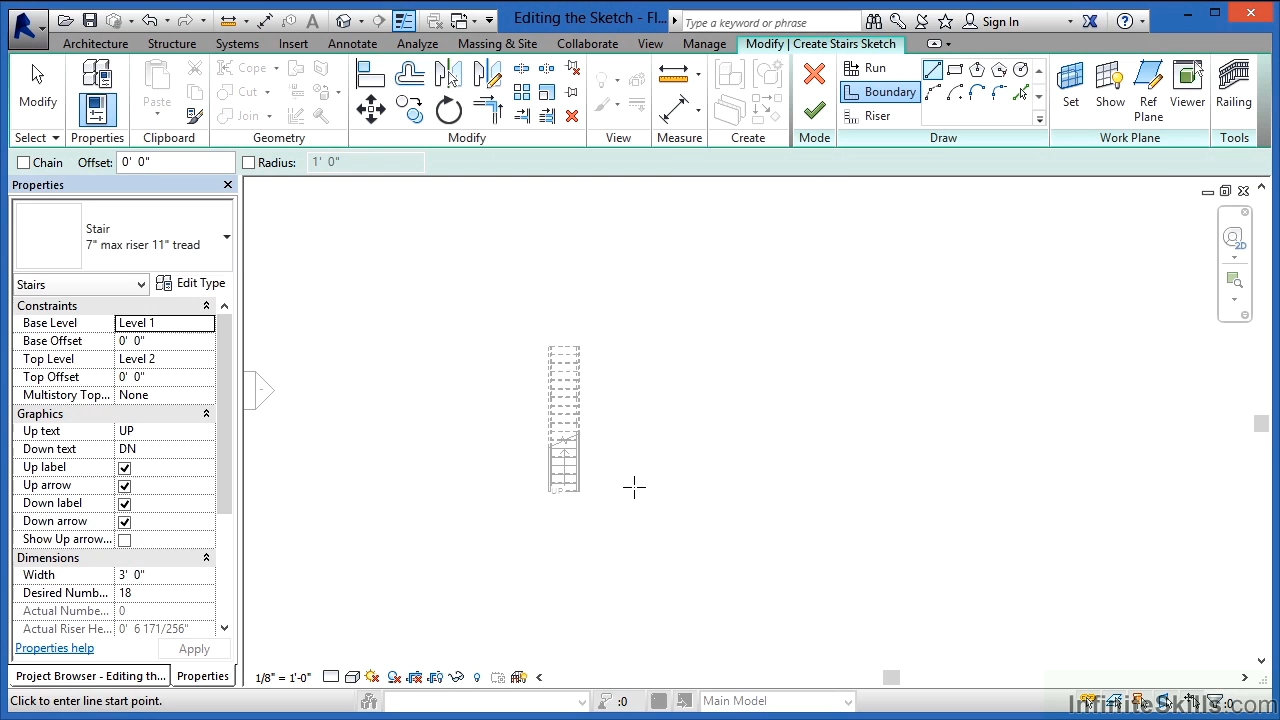 Editing the Sketch - Fl...
Type a keyword or phrase
Sign In
Architecture Structure Systems Insert Annotate Analyze Massing & Site Collaborate View Manage Modify | Create Stairs Sketch
Modify
Properties
Paste
Cope
Cut
Join
Run
Boundary
Riser
Set
Show
Ref
Plane
Viewer
Railing
Select Properties Clipboard Geometry Modify View Measure Create Mode Draw Work Plane Tools
Chain Offset: 0' 0" Radius: 1' 0"
Properties
Stair
7" max riser 11" tread
Stairs Edit Type
Constraints
Base Level Level 1
Base Offset 0' 0"
Top Level Level 2
Top Offset 0' 0"
Multistory Top... None
Graphics
Up text UP
Down text DN
Up label
Up arrow
Down label
Down arrow
Show Up arrow...
Dimensions
Width 3' 0"
Desired Numb... 18
Actual Numbe... 0
Actual Riser He... 0' 6 171/256"
Properties help Apply
Project Browser - Editing th... Properties
UP
2D
1/8" = 1'-0"
Click to enter line start point.
:0
Main Model
:0
InfiniteSkills.com